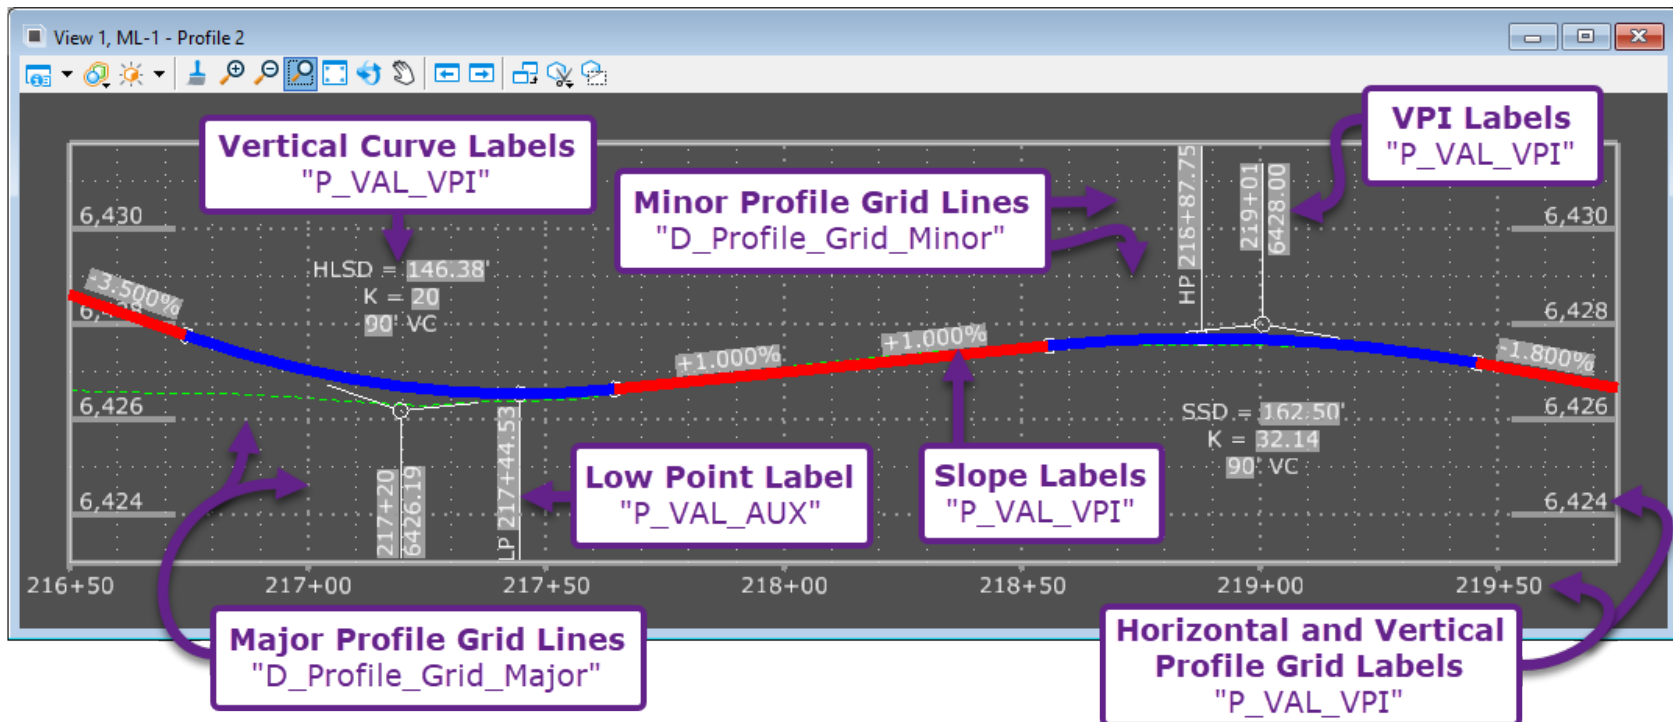 View 1, ML-1 - Profile 2
Vertical Curve Labels
"P_VAL_VPI"
VPI Labels
"P_VAL_VPI"
Minor Profile Grid Lines
"D_Profile_Grid_Minor"
6,430
6,430
HP 218+87.75
219+01
6428.00
HLSD = 146.38'
K = 20
90' VC
-3.500%
6,428
6,428
+1.000%
+1.000%
-1.800%
6,426
6,426
SSD = 162.50'
K = 32.14
90' VC
217+20
6426.19
LP 217+44.53
Low Point Label
"P_VAL_AUX"
Slope Labels
"P_VAL_VPI"
6,424
6,424
216+50
217+00
217+50
218+00
218+50
219+00
219+50
Major Profile Grid Lines
"D_Profile_Grid_Major"
Horizontal and Vertical
Profile Grid Labels
"P_VAL_VPI"